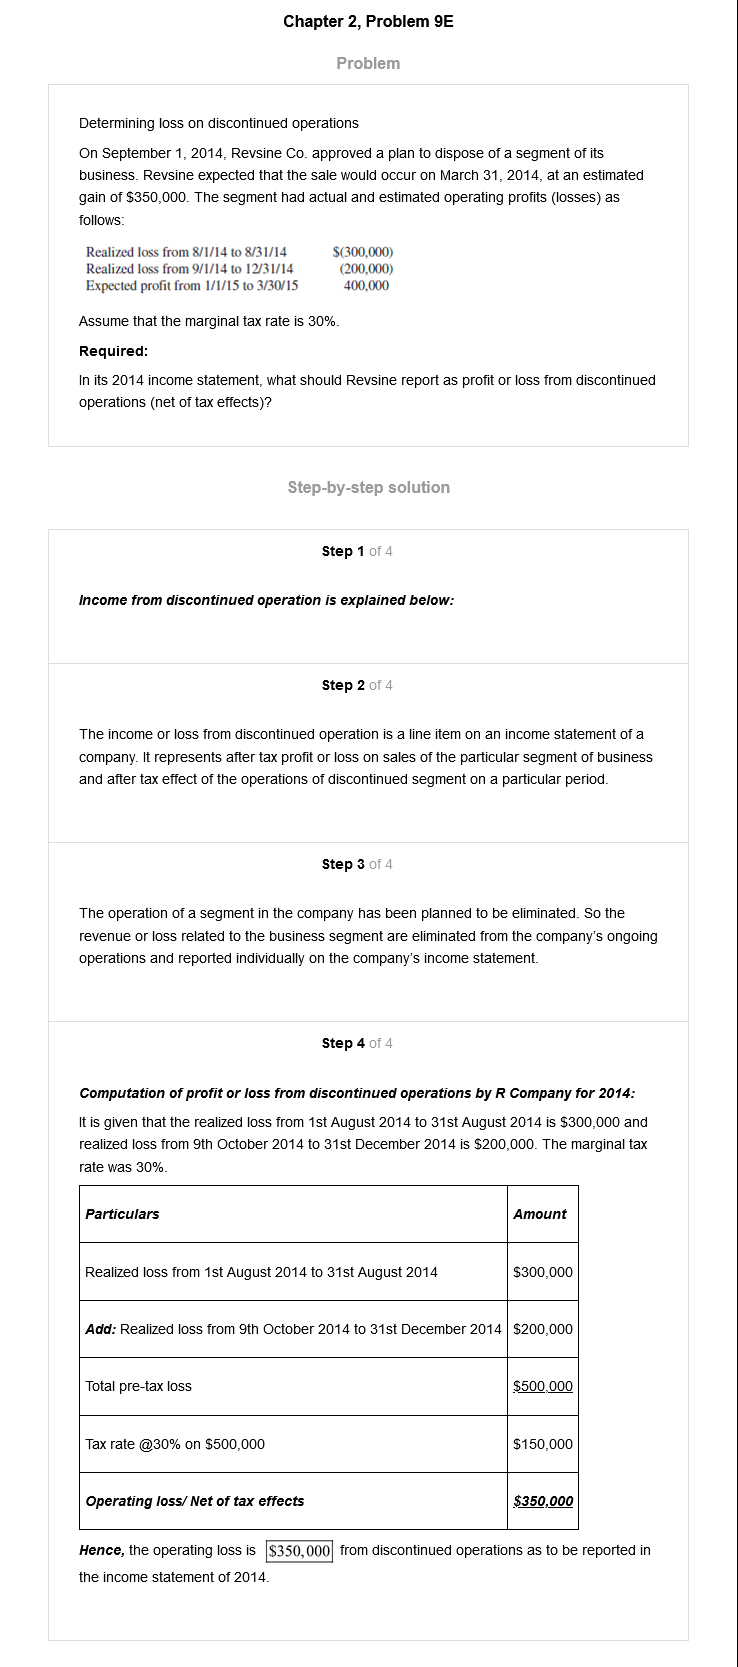 Chapter 2, Problem 9E
Problem
Determining loss on discontinued operations
On September 1, 2014, Revsine Co. approved a plan to dispose of a segment of its
business. Revsine expected that the sale would occur on March 31, 2014, at an estimated
gain of $350,000. The segment had actual and estimated operating profits (losses) as
follows:
Realized loss from 8/1/14 to 8/31/14 $(300,000)
Realized loss from 9/1/14 to 12/31/14 (200,000)
Expected profit from 1/1/15 to 3/30/15 400,000
Assume that the marginal tax rate is 30%.
Required:
In its 2014 income statement, what should Revsine report as profit or loss from discontinued
operations (net of tax effects)?
Step-by-step solution
Step 1 of 4
Income from discontinued operation is explained below:
Step 2 of 4
The income or loss from discontinued operation is a line item on an income statement of a
company. It represents after tax profit or loss on sales of the particular segment of business
and after tax effect of the operations of discontinued segment on a particular period.
Step 3 of 4
The operation of a segment in the company has been planned to be eliminated. So the
revenue or loss related to the business segment are eliminated from the company's ongoing
operations and reported individually on the company's income statement.
Step 4 of 4
Computation of profit or loss from discontinued operations by R Company for 2014:
It is given that the realized loss from 1st August 2014 to 31st August 2014 is $300,000 and
realized loss from 9th October 2014 to 31st December 2014 is $200,000. The marginal tax
rate was 30%.
Particulars Amount
Realized loss from 1st August 2014 to 31st August 2014 $300,000
Add: Realized loss from 9th October 2014 to 31st December 2014 $200,000
Total pre-tax loss $500,000
Tax rate @30% on $500,000 $150,000
Operating loss/ Net of tax effects $350,000
Hence, the operating loss is $350,000 from discontinued operations as to be reported in
the income statement of 2014.